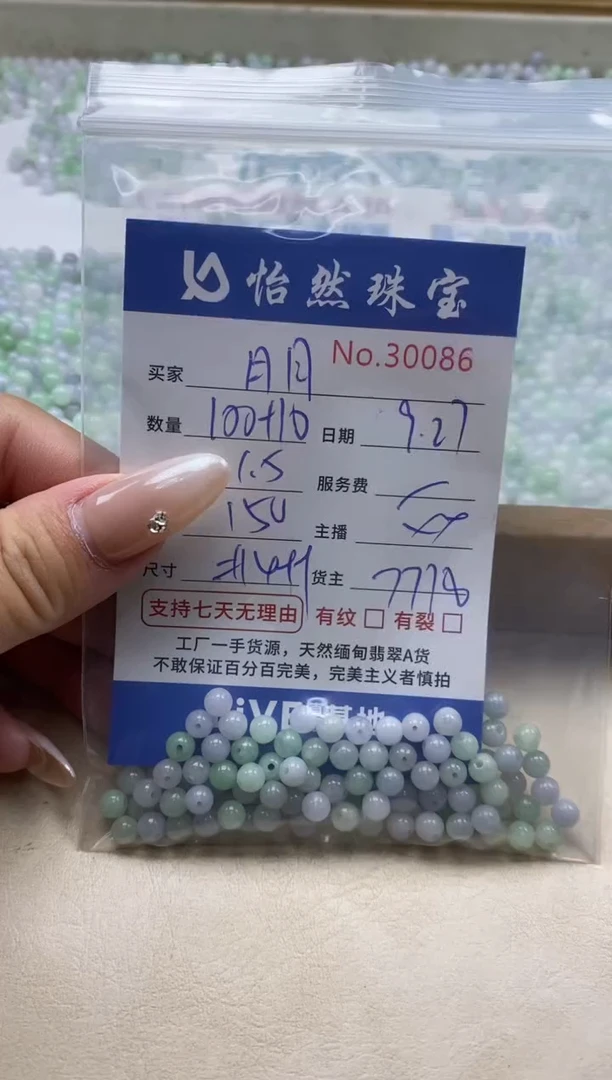 怡然珠宝
No.30086
买家 月月
数量 100+10 日期 9.27
1.5 服务费
150 主播
尺寸 货主 7778
支持七天无理由 有纹 有裂
工厂一手货源，天然缅甸翡翠A货
不敢保证百分百完美，完美主义者慎拍
基地